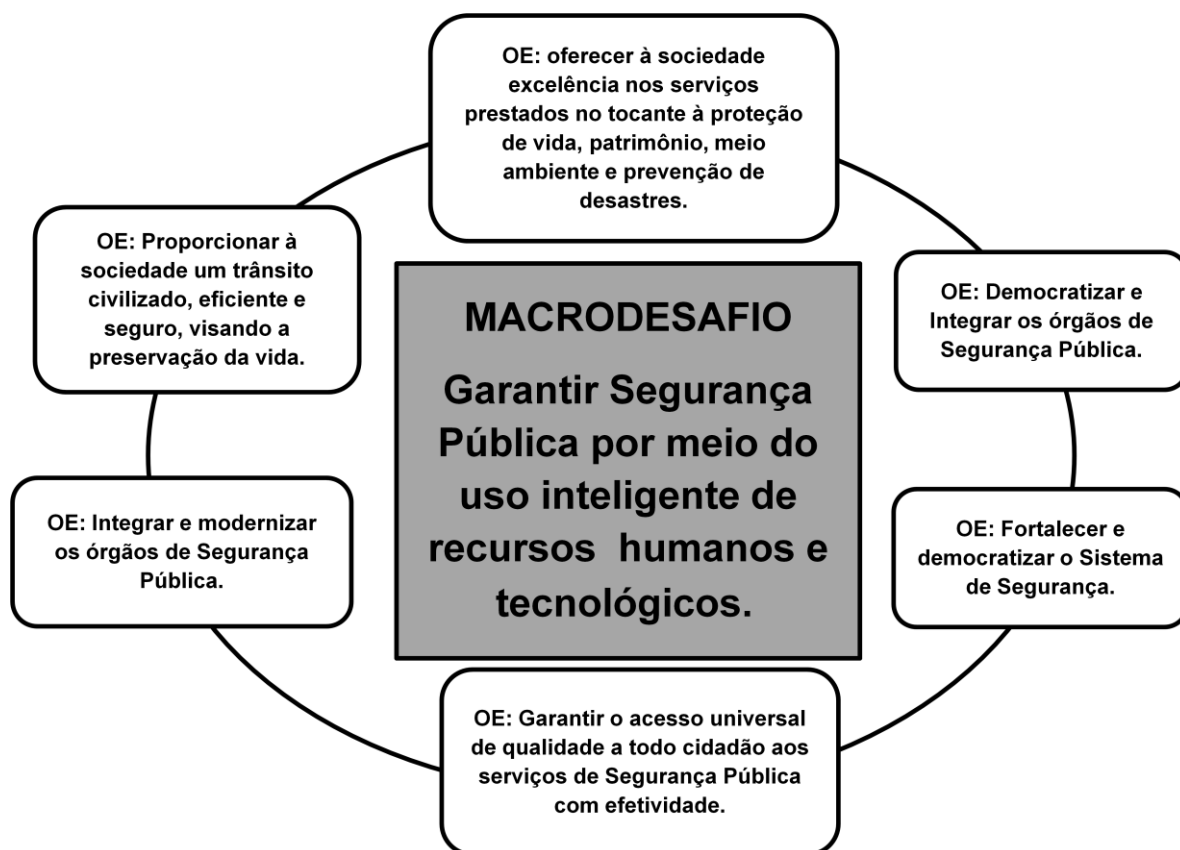 OE: oferecer à sociedade
excelência nos serviços
prestados no tocante à proteção
de vida, patrimônio, meio
ambiente e prevenção de
desastres.
OE: Proporcionar à
sociedade um trânsito
civilizado, eficiente e
seguro, visando a
preservação da vida.
MACRODESAFIO
Garantir Segurança
Pública por meio do
uso inteligente de
recursos humanos e
tecnológicos.
OE: Democratizar e
Integrar os órgãos de
Segurança Pública.
OE: Integrar e modernizar
os órgãos de Segurança
Pública.
OE: Fortalecer e
democratizar o Sistema
de Segurança.
OE: Garantir o acesso universal
de qualidade a todo cidadão aos
serviços de Segurança Pública
com efetividade.